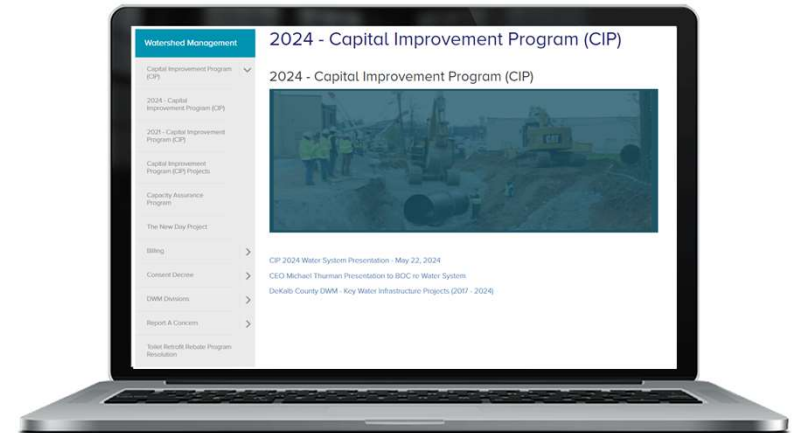 Watershed Management
Capital Improvement Program
(CIP)
2024 - Capital
Improvement Program (CIP)
2021 - Capital Improvement
Program (CIP)
Capital Improvement
Program (CIP) Projects
Capacity Assurance
Program
The New Day Project
Billing
Consent Decree
DWM Divisions
Report A Concern
Toilet Retrofit Rebate Program
Resolution
2024 - Capital Improvement Program (CIP)
2024 - Capital Improvement Program (CIP)
CAT
CIP 2024 Water System Presentation - May 22, 2024
CEO Michael Thurman Presentation to BOC re Water System
DeKalb County DWM - Key Water Infrastructure Projects (2017 - 2024)